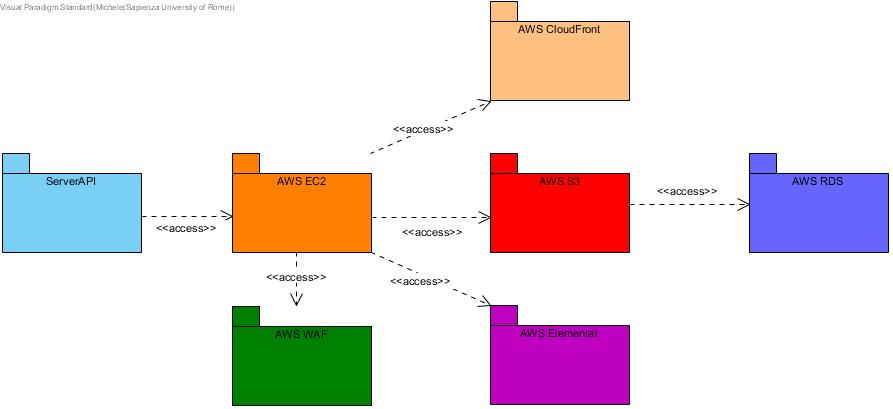 Visual Paradigm Standard(Michele(Sapienza University of Rome))
AWS CloudFront
<<access>>
ServerAPI
AWS EC2
AWS S3
AWS RDS
<<access>>
<<access>>
<<access>>
<<access>>
<<access>>
AWS WAF
AWS Elemental